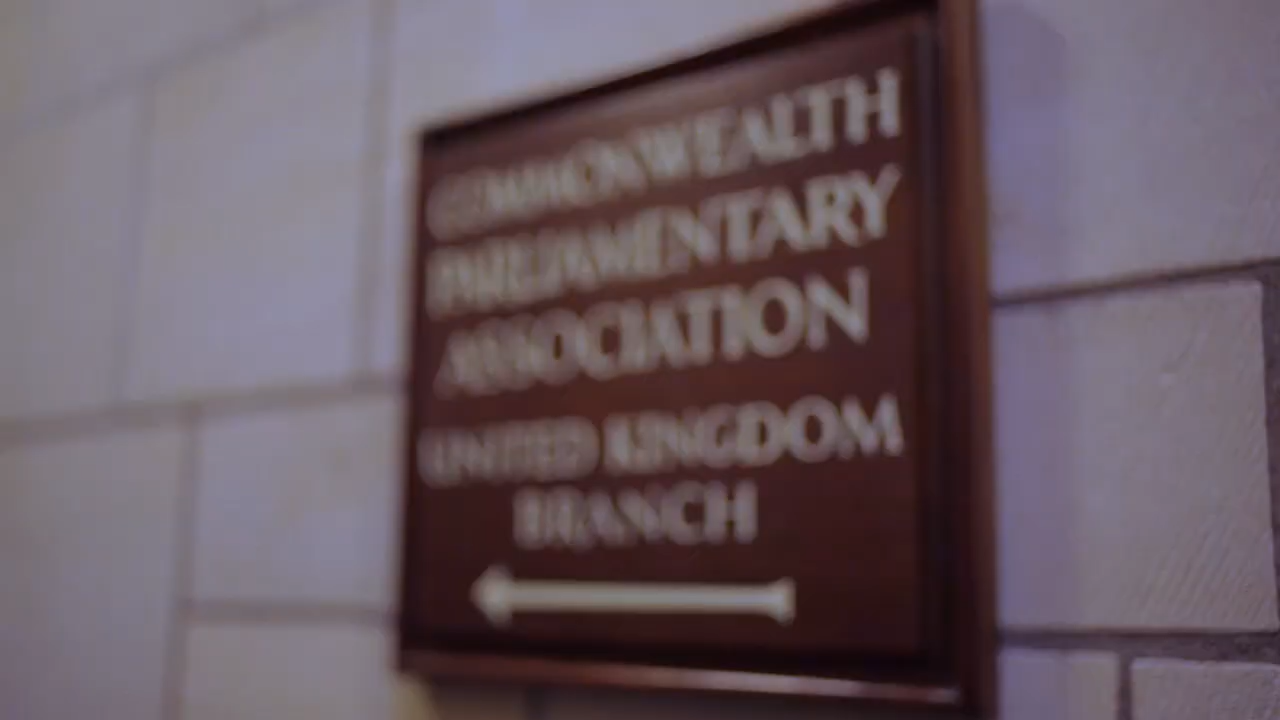 COMMONWEALTH
PARLIAMENTARY
ASSOCIATION
UNITED KINGDOM
BRANCH